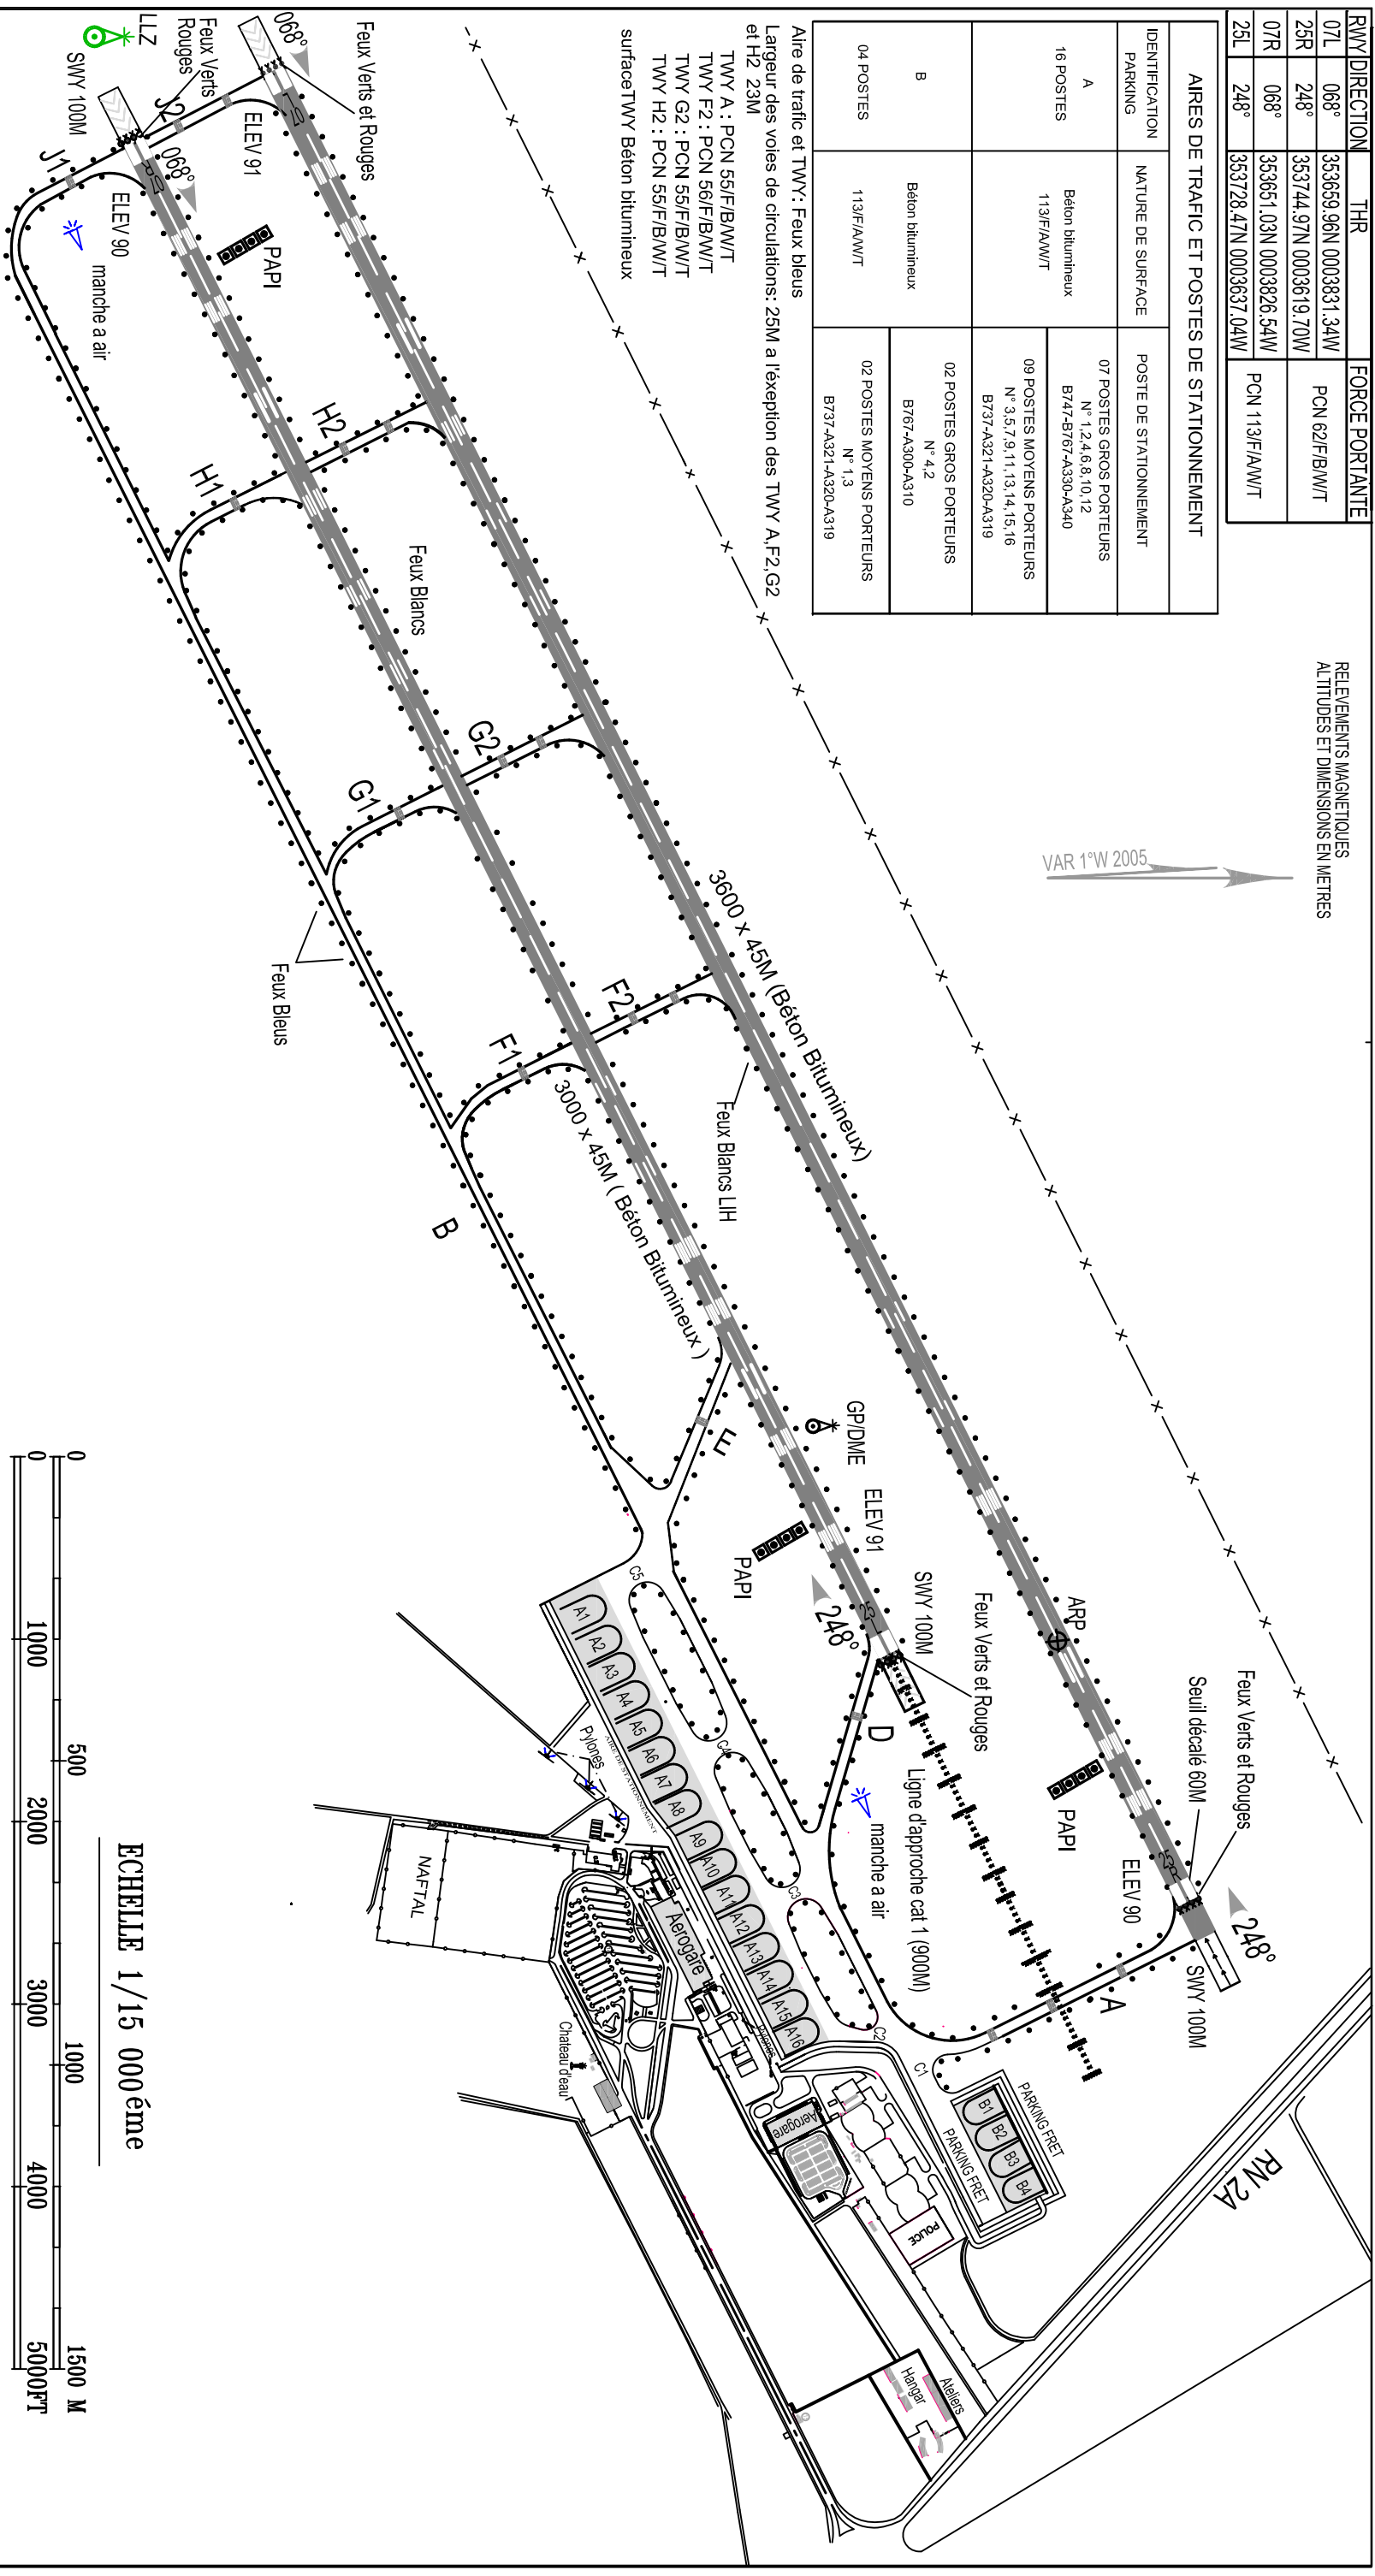 RWY DIRECTION THR FORCE PORTANTE
07L 068° 353659.96N 0003831.34W PCN 62/F/B/W/T
25R 248° 353744.97N 0003619.70W
07R 068° 353651.03N 0003826.54W PCN 113/F/A/W/T
25L 248° 353728.47N 0003637.04W
RELEVEMENTS MAGNETIQUES
ALTITUDES ET DIMENSIONS EN METRES
VAR 1°W 2005
AIRES DE TRAFIC ET POSTES DE STATIONNEMENT
IDENTIFICATION
PARKING
NATURE DE SURFACE
POSTE DE STATIONNEMENT
A
16 POSTES
Béton bitumineux
113/F/A/W/T
07 POSTES GROS PORTEURS
N° 1,2,4,6,8,10,12
B747-B767-A330-A340
09 POSTES MOYENS PORTEURS
N° 3,5,7,9,11,13,14,15,16
B737-A321-A320-A319
B
04 POSTES
Béton bitumineux
113/F/A/W/T
02 POSTES GROS PORTEURS
N° 4,2
B767-A300-A310
02 POSTES MOYENS PORTEURS
N° 1,3
B737-A321-A320-A319
Aire de trafic et TWY: Feux bleus
Largeur des voies de circulations: 25M a l'éxeption des TWY A,F2,G2
et H2 23M
TWY A : PCN 55/F/B/W/T
TWY F2 : PCN 56/F/B/W/T
TWY G2 : PCN 55/F/B/W/T
TWY H2 : PCN 55/F/B/W/T
surfaceTWY Béton bitumineux
Feux Verts et Rouges
068°
07L
ELEV 91
J2
Feux Verts
Rouges
LLZ
SWY 100M
068°
J1
ELEV 90
manche a air
PAPI
H2
H1
Feux Blancs
G2
G1
Feux Bleus
3600 x 45M (Béton Bitumineux)
F2
F1
Feux Blancs LIH
3000 x 45M ( Béton Bitumineux )
B
E
GP/DME
ELEV 91
PAPI
248°
SWY 100M
Feux Verts et Rouges
D
Ligne d'approche cat 1 (900M)
manche a air
ARP
PAPI
Seuil décalé 60M
Feux Verts et Rouges
ELEV 90
248°
SWY 100M
A
RN 2A
C5
C4
C3
C2
C1
A1
A2
A3
A4
A5
A6
A7
A8
A9
A10
A11
A12
A13
A14
A15
A16
AIRE DE STATIONNEMENT
Pylones
Pylones
Aerogare
NAFTAL
Chateau d'eau
Aerogare
PARKING FRET
B1
B2
B3
B4
PARKING FRET
POLICE
Ateliers
Hangar
ECHELLE 1/15 000éme
0 500 1000 1500 M
0 1000 2000 3000 4000 5000FT